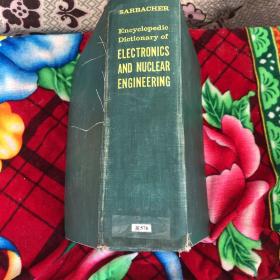 SARBACHER
Encyclopedic
Dictionary of
ELECTRONICS
AND NUCLEAR
ENGINEERING